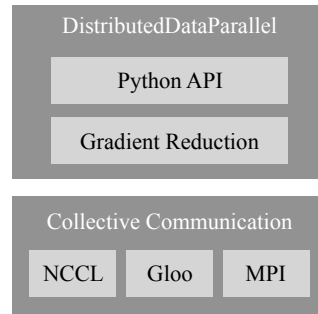 DistributedDataParallel
Python API
Gradient Reduction
Collective Communication
NCCL Gloo MPI